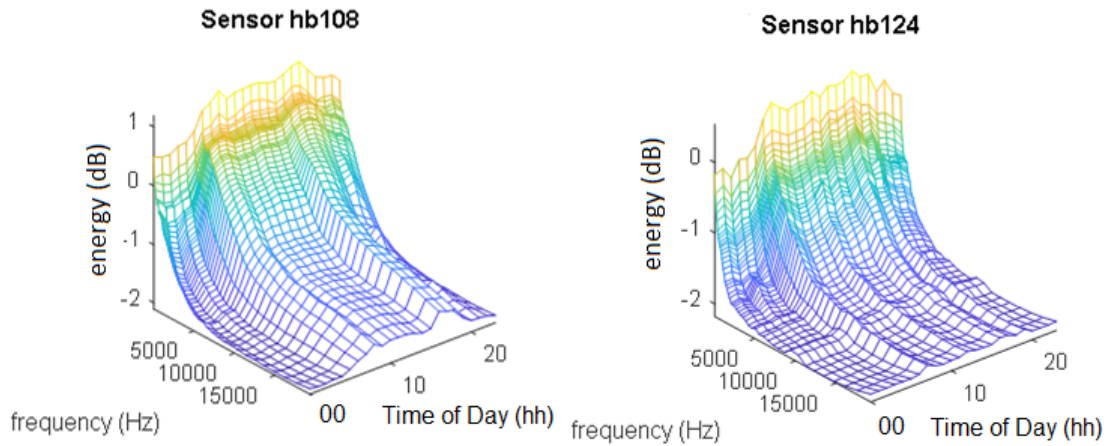 Sensor hb108
1
0
-1
-2
energy (dB)
5000
10000
15000
frequency (Hz)
00
10
20
Time of Day (hh)
Sensor hb124
0
-1
-2
energy (dB)
5000
10000
15000
frequency (Hz)
00
10
20
Time of Day (hh)